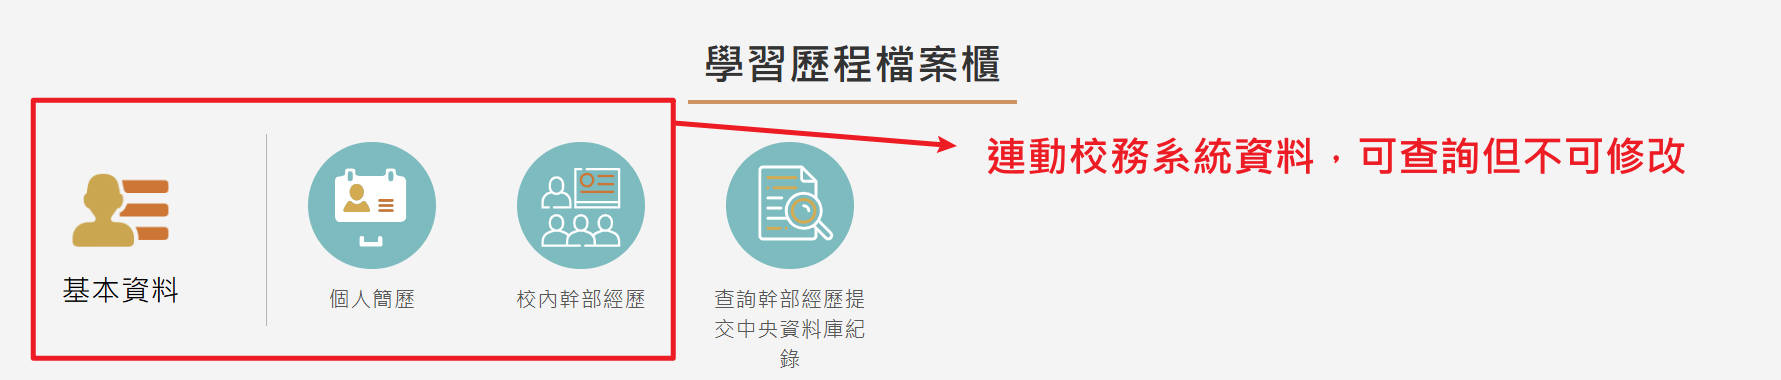 學習歷程檔案櫃
連動校務系統資料，可查詢但不可修改
基本資料
個人簡歷
校內幹部經歷
查詢幹部經歷提
交中央資料庫紀
錄